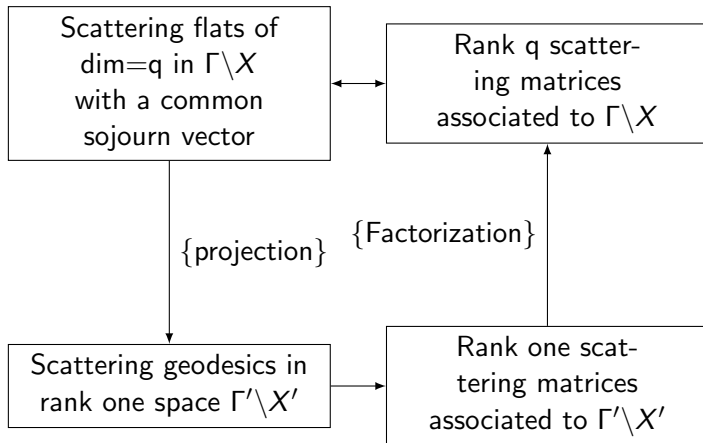 Scattering flats of
dim=q in Γ\X
with a common
sojourn vector
Rank q scatter-
ing matrices
associated to Γ\X
{projection}
{Factorization}
Scattering geodesics in
rank one space Γ′\X′
Rank one scat-
tering matrices
associated to Γ′\X′